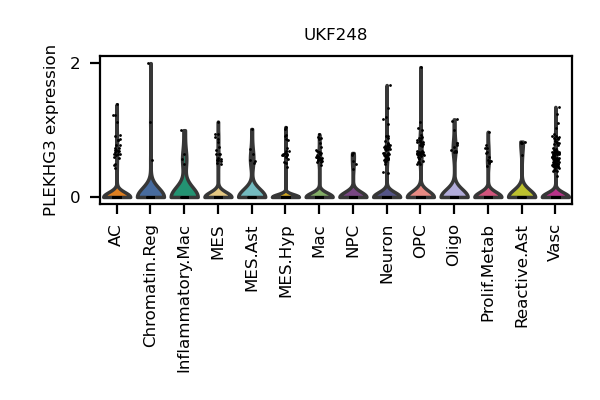 UKF248
PLEKHG3 expression
2
0
AC
Chromatin.Reg
Inflammatory.Mac
MES
MES.Ast
MES.Hyp
Mac
NPC
Neuron
OPC
Oligo
Prolif.Metab
Reactive.Ast
Vasc